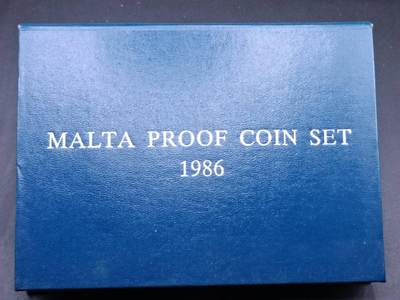 MALTA PROOF COIN SET
1986